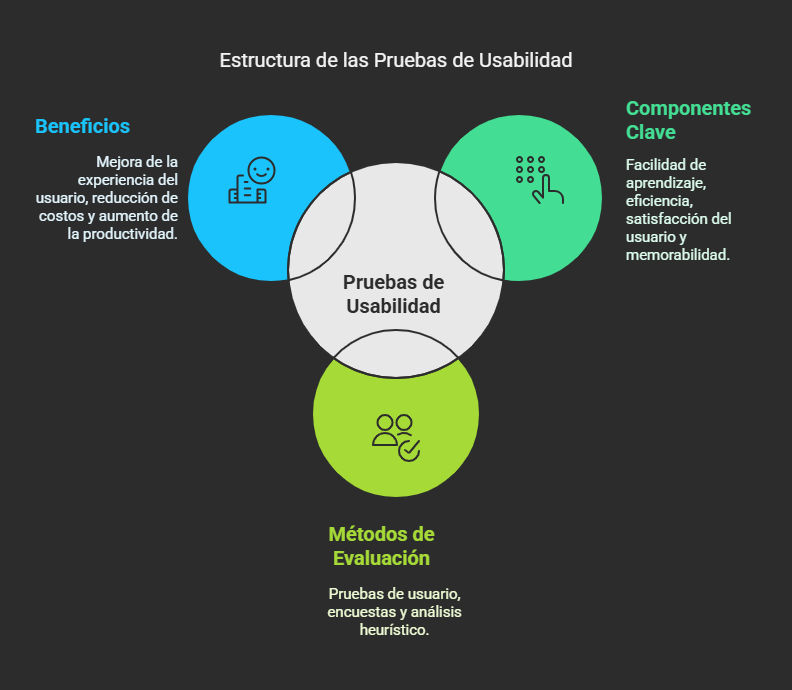 Estructura de las Pruebas de Usabilidad
Beneficios
Mejora de la
experiencia del
usuario, reducción de
costos y aumento de
la productividad.
Componentes
Clave
Facilidad de
aprendizaje,
eficiencia,
satisfacción del
usuario y
memorabilidad.
Pruebas de
Usabilidad
Métodos de
Evaluación
Pruebas de usuario,
encuestas y análisis
heurístico.